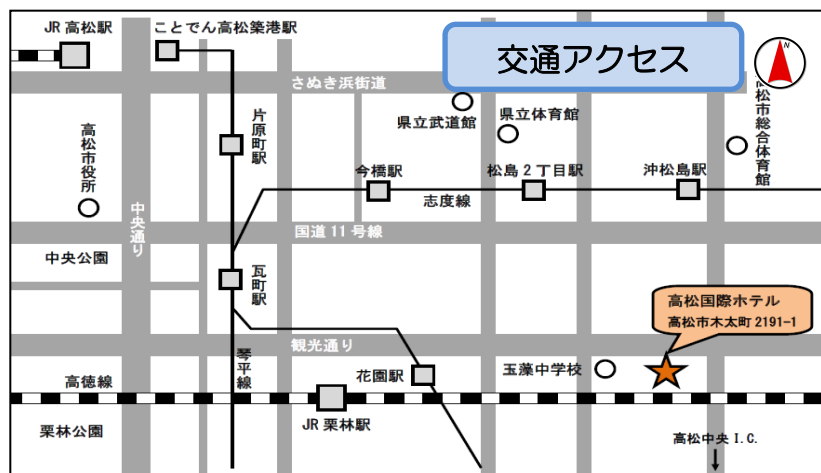 JR 高松駅
ことでん高松築港駅
交通アクセス
N
さぬき浜街道
県立武道館
県立体育館
高松市総合体育館
片原町駅
高松市役所
今橋駅
松島2丁目駅
沖松島駅
志度線
中央通り
国道11号線
中央公園
瓦町駅
高松国際ホテル
高松市木太町 2191-1
観光通り
琴平線
花園駅
玉藻中学校
高徳線
JR 栗林駅
栗林公園
高松中央 I.C.